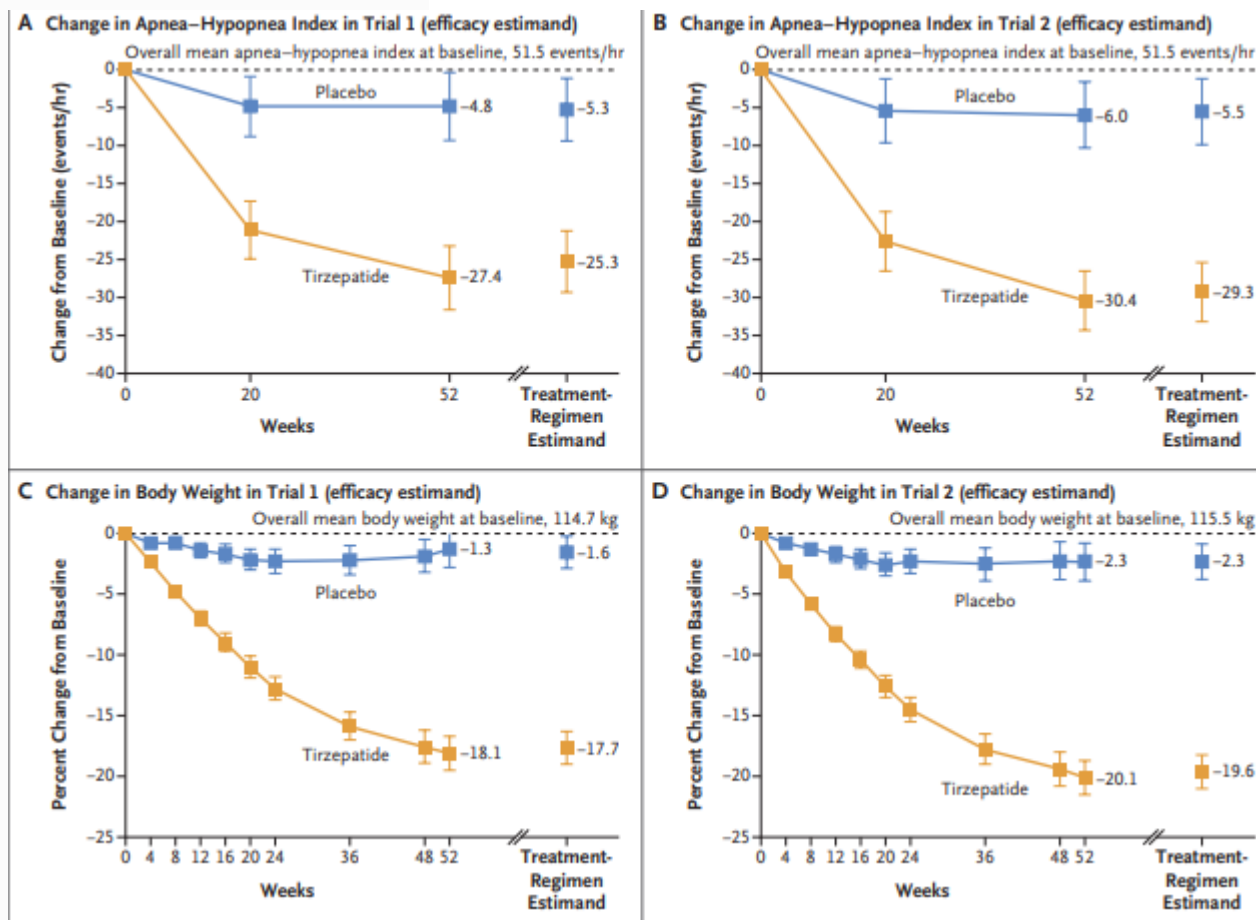 A Change in Apnea–Hypopnea Index in Trial 1 (efficacy estimand)
Overall mean apnea–hypopnea index at baseline, 51.5 events/hr
Change from Baseline (events/hr)
0
−5
−10
−15
−20
−25
−30
−35
−40
Placebo
−4.8
−5.3
Tirzepatide
−27.4
−25.3
0
20
52
Treatment-
Regimen
Estimand
Weeks
B Change in Apnea–Hypopnea Index in Trial 2 (efficacy estimand)
Overall mean apnea–hypopnea index at baseline, 51.5 events/hr
Change from Baseline (events/hr)
0
−5
−10
−15
−20
−25
−30
−35
−40
Placebo
−6.0
−5.5
Tirzepatide
−30.4
−29.3
0
20
52
Treatment-
Regimen
Estimand
Weeks
C Change in Body Weight in Trial 1 (efficacy estimand)
Overall mean body weight at baseline, 114.7 kg
Percent Change from Baseline
0
−5
−10
−15
−20
−25
−1.3
−1.6
Placebo
Tirzepatide
−18.1
−17.7
0 4 8 12 16 20 24 36 48 52
Treatment-
Regimen
Estimand
Weeks
D Change in Body Weight in Trial 2 (efficacy estimand)
Overall mean body weight at baseline, 115.5 kg
Percent Change from Baseline
0
−5
−10
−15
−20
−25
−2.3
−2.3
Placebo
Tirzepatide
−20.1
−19.6
0 4 8 12 16 20 24 36 48 52
Treatment-
Regimen
Estimand
Weeks